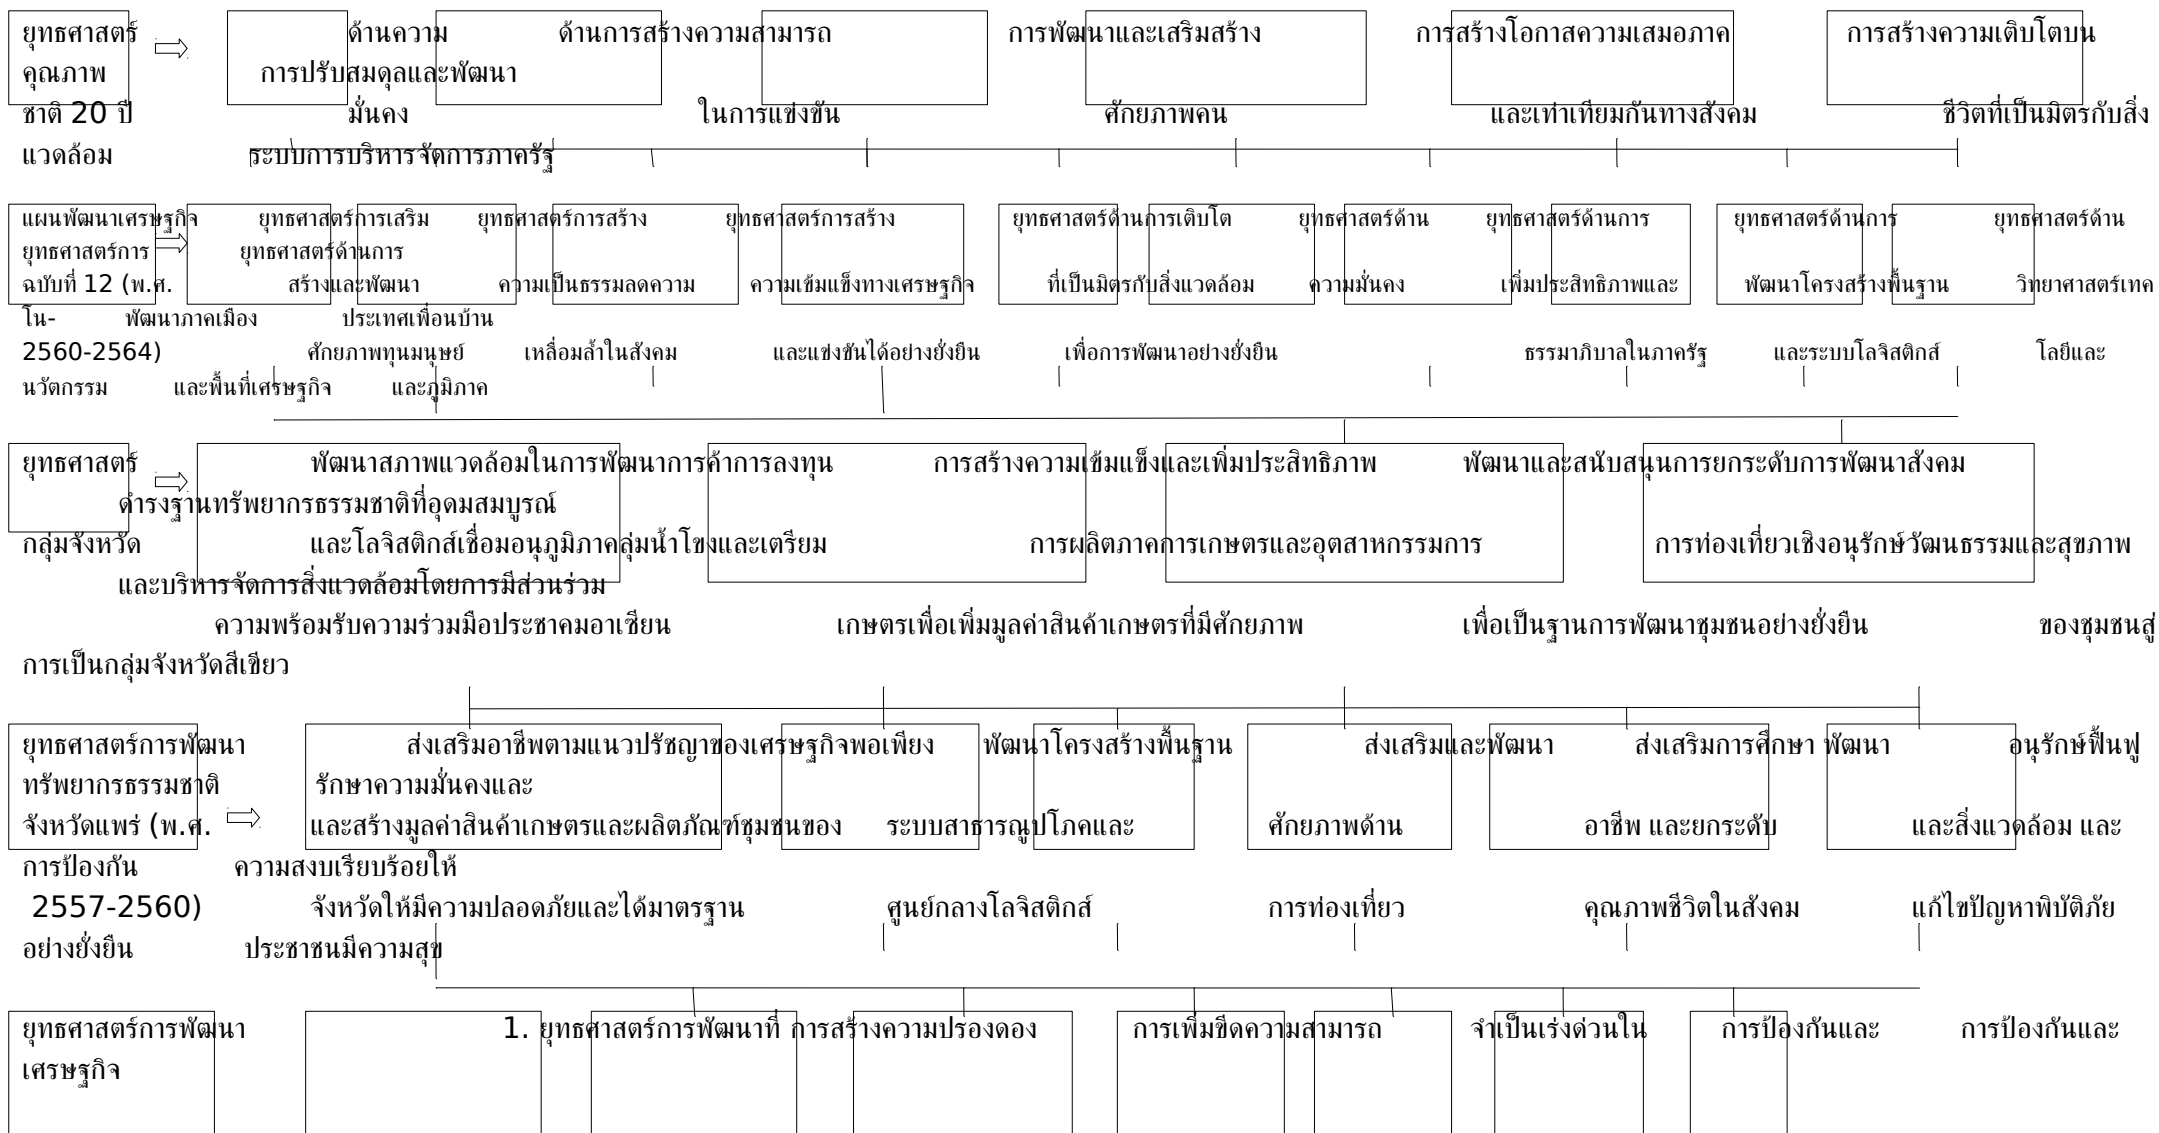 ยุทธศาสตร์ ด้านความ ด้านการสร้างความสามารถ การพัฒนาและเสริมสร้าง การสร้างโอกาสความเสมอภาค การสร้างความเติบโตบน
คุณภาพ การปรับสมดุลและพัฒนา
ชาติ 20 ปี มั่นคง ในการแข่งขัน ศักยภาพคน และเท่าเทียมกันทางสังคม ชีวิตที่เป็นมิตรกับสิ่ง
แวดล้อม ระบบการบริหารจัดการภาครัฐ
แผนพัฒนาเศรษฐกิจ ยุทธศาสตร์การเสริม ยุทธศาสตร์การสร้าง ยุทธศาสตร์การสร้าง ยุทธศาสตร์ด้านการเติบโต ยุทธศาสตร์ด้าน ยุทธศาสตร์ด้านการ ยุทธศาสตร์ด้านการ ยุทธศาสตร์ด้าน
ยุทธศาสตร์การ ยุทธศาสตร์ด้านการ
ฉบับที่ 12 (พ.ศ. สร้างและพัฒนา ความเป็นธรรมลดความ ความเข้มแข็งทางเศรษฐกิจ ที่เป็นมิตรกับสิ่งแวดล้อม ความมั่นคง เพิ่มประสิทธิภาพและ พัฒนาโครงสร้างพื้นฐาน วิทยาศาสตร์เทค
โน- พัฒนาภาคเมือง ประเทศเพื่อนบ้าน
2560-2564) ศักยภาพทุนมนุษย์ เหลื่อมล้ำในสังคม และแข่งขันได้อย่างยั่งยืน เพื่อการพัฒนาอย่างยั่งยืน ธรรมาภิบาลในภาครัฐ และระบบโลจิสติกส์ โลยีและ
นวัตกรรม และพื้นที่เศรษฐกิจ และภูมิภาค
ยุทธศาสตร์ พัฒนาสภาพแวดล้อมในการพัฒนาการค้าการลงทุน การสร้างความเข้มแข็งและเพิ่มประสิทธิภาพ พัฒนาและสนับสนุนการยกระดับการพัฒนาสังคม
ดำรงฐานทรัพยากรธรรมชาติที่อุดมสมบูรณ์
กลุ่มจังหวัด และโลจิสติกส์เชื่อมอนุภูมิภาคลุ่มน้ำโขงและเตรียม การผลิตภาคการเกษตรและอุตสาหกรรมการ การท่องเที่ยวเชิงอนุรักษ์วัฒนธรรมและสุขภาพ
และบริหารจัดการสิ่งแวดล้อมโดยการมีส่วนร่วม
ความพร้อมรับความร่วมมือประชาคมอาเซียน เกษตรเพื่อเพิ่มมูลค่าสินค้าเกษตรที่มีศักยภาพ เพื่อเป็นฐานการพัฒนาชุมชนอย่างยั่งยืน ของชุมชนสู่
การเป็นกลุ่มจังหวัดสีเขียว
ยุทธศาสตร์การพัฒนา ส่งเสริมอาชีพตามแนวปรัชญาของเศรษฐกิจพอเพียง พัฒนาโครงสร้างพื้นฐาน ส่งเสริมและพัฒนา ส่งเสริมการศึกษา พัฒนา อนุรักษ์ฟื้นฟู
ทรัพยากรธรรมชาติ รักษาความมั่นคงและ
จังหวัดแพร่ (พ.ศ. และสร้างมูลค่าสินค้าเกษตรและผลิตภัณฑ์ชุมชนของ ระบบสาธารณูปโภคและ ศักยภาพด้าน อาชีพ และยกระดับ และสิ่งแวดล้อม และ
การป้องกัน ความสงบเรียบร้อยให้
2557-2560) จังหวัดให้มีความปลอดภัยและได้มาตรฐาน ศูนย์กลางโลจิสติกส์ การท่องเที่ยว คุณภาพชีวิตในสังคม แก้ไขปัญหาพิบัติภัย
อย่างยั่งยืน ประชาชนมีความสุข
ยุทธศาสตร์การพัฒนา 1. ยุทธศาสตร์การพัฒนาที่ การสร้างความปรองดอง การเพิ่มขีดความสามารถ จำเป็นเร่งด่วนใน การป้องกันและ การป้องกันและ
เศรษฐกิจ